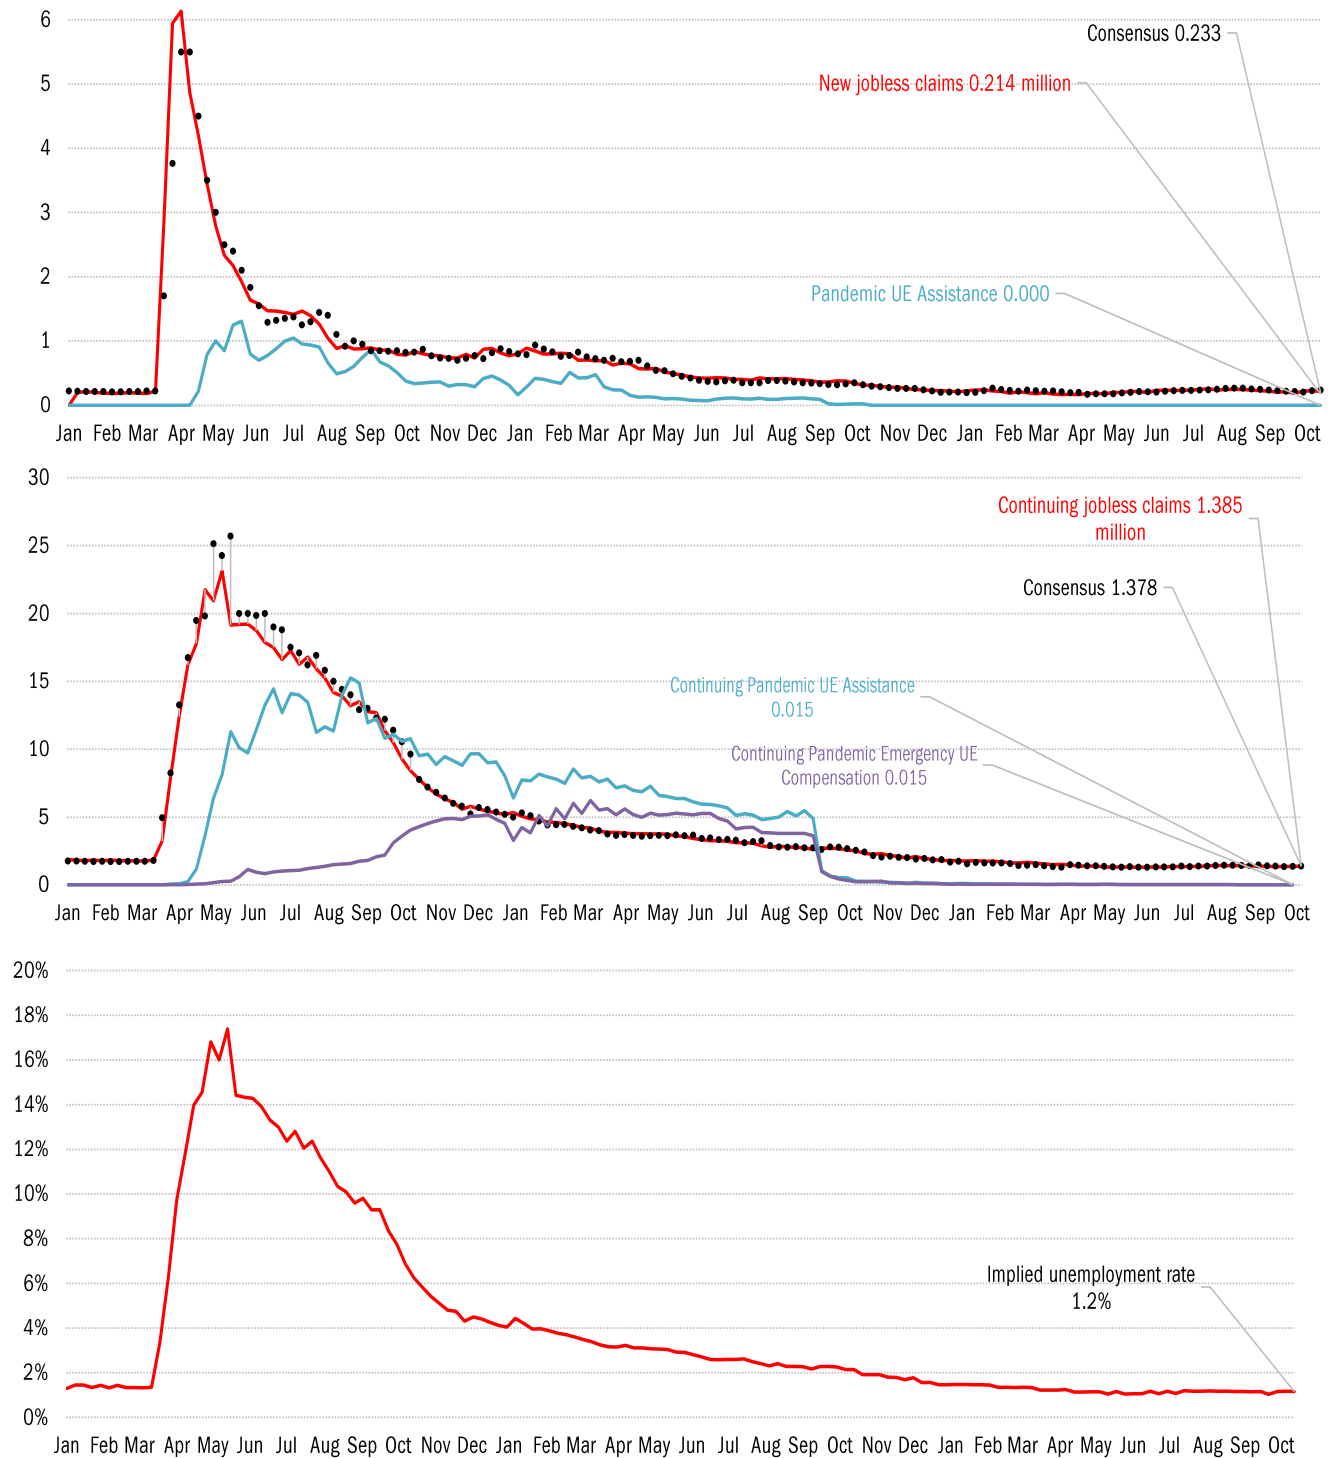 6
Consensus 0.233
5
New jobless claims 0.214 million
4
3
2
Pandemic UE Assistance 0.000
1
0
Jan Feb Mar Apr May Jun Jul Aug Sep Oct Nov Dec Jan Feb Mar Apr May Jun Jul Aug Sep Oct Nov Dec Jan Feb Mar Apr May Jun Jul Aug Sep Oct
30
Continuing jobless claims 1.385
million
25
Consensus 1.378
20
15
Continuing Pandemic UE Assistance
0.015
10
Continuing Pandemic Emergency UE
Compensation 0.015
5
0
Jan Feb Mar Apr May Jun Jul Aug Sep Oct Nov Dec Jan Feb Mar Apr May Jun Jul Aug Sep Oct Nov Dec Jan Feb Mar Apr May Jun Jul Aug Sep Oct
20%
18%
16%
14%
12%
10%
8%
6%
Implied unemployment rate
1.2%
4%
2%
0%
Jan Feb Mar Apr May Jun Jul Aug Sep Oct Nov Dec Jan Feb Mar Apr May Jun Jul Aug Sep Oct Nov Dec Jan Feb Mar Apr May Jun Jul Aug Sep Oct